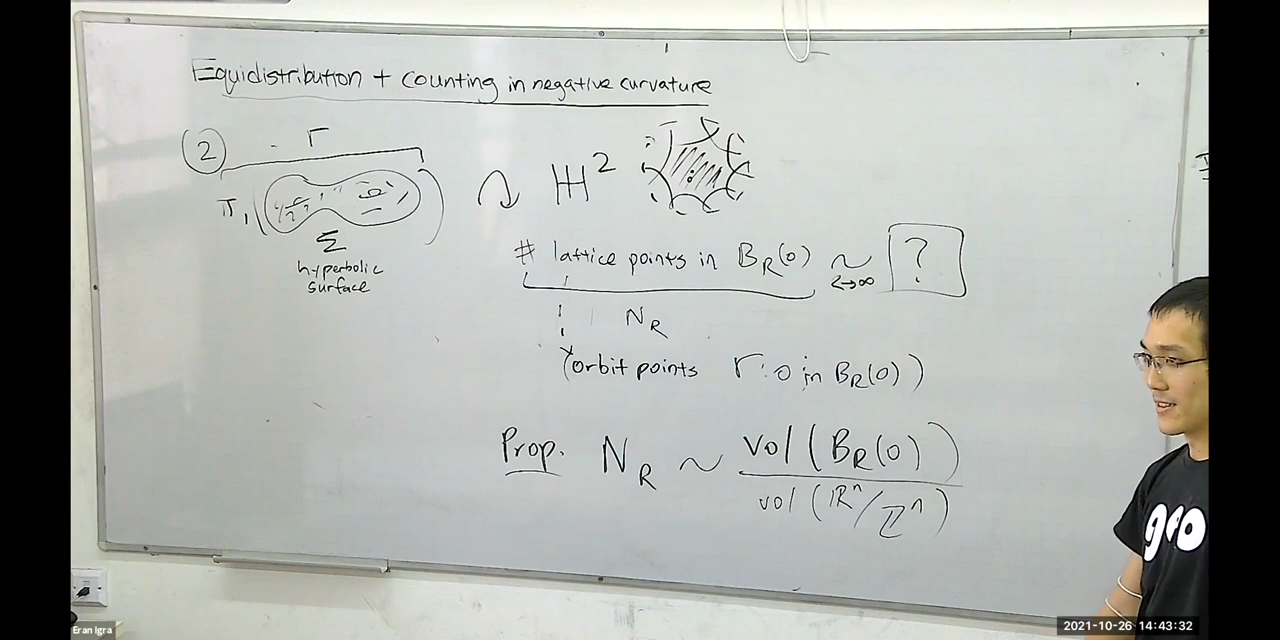 Equidistribution + counting in negative curvature
② Γ
π₁( ) ↷ ℍ²
Σ
hyperbolic
surface
# lattice points in B_R(0) ~ ?
R→∞
N_R
(orbit points Γ·o in B_R(0))
Prop. N_R ~ vol(B_R(0))
vol(ℝⁿ/ℤⁿ)
geo
Eran Igra
2021-10-26 14:43:32